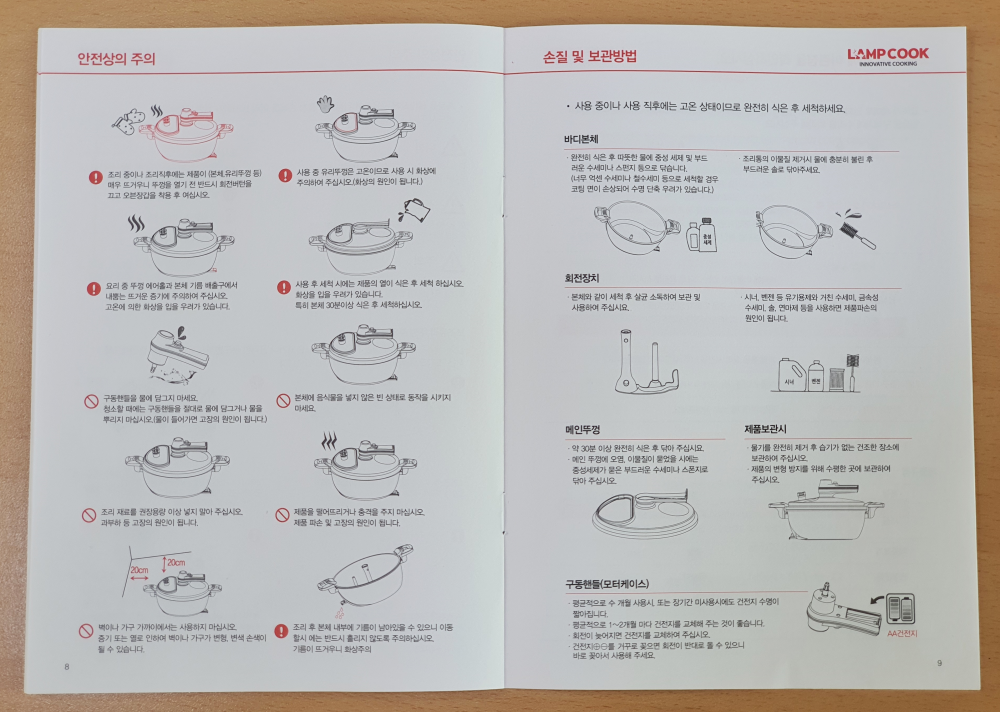 안전상의 주의
조리 중이나 조리직후에는 제품이 (본체,유리뚜껑 등)
매우 뜨거우니 뚜껑을 열기 전 반드시 회전버턴을
끄고 오븐장갑을 착용 후 여십시오.
사용 중 유리뚜껑은 고온이므로 사용 시 화상에
주의하여 주십시오.(화상의 원인이 됩니다.)
요리 중 뚜껑 에어홀과 본체 기름 배출구에서
내뿜는 뜨거운 증기에 주의하여 주십시오.
고온에 의한 화상을 입을 우려가 있습니다.
사용 후 세척 시에는 제품의 열이 식은 후 세척 하십시오.
화상을 입을 우려가 있습니다.
특히 본체 30분이상 식은 후 세척하십시오.
구동핸들을 물에 담그지 마세요.
청소할 때에는 구동핸들을 절대로 물에 담그거나 물을
뿌리지 마십시오.(물이 들어가면 고장의 원인이 됩니다.)
본체에 음식물을 넣지 않은 빈 상태로 동작을 시키지
마세요.
조리 재료를 권장용량 이상 넣지 말아 주십시오.
과부하 등 고장의 원인이 됩니다.
제품을 떨어뜨리거나 충격을 주지 마십시오.
제품 파손 및 고장의 원인이 됩니다.
20cm
20cm
벽이나 가구 가까이에서는 사용하지 마십시오.
증기 또는 열로 인하여 벽이나 가구가 변형, 변색 손색이
될 수 있습니다.
조리 후 본체 내부에 기름이 남아있을 수 있으니 이동
할시 에는 반드시 흘리지 않도록 주의하십시오.
기름이 뜨거우니 화상주의
8
손질 및 보관방법
LAMPCOOK
INNOVATIVE COOKING
• 사용 중이나 사용 직후에는 고온 상태이므로 완전히 식은 후 세척하세요.
바디본체
· 완전히 식은 후 따뜻한 물에 중성 세제 및 부드
러운 수세미나 스펀지 등으로 닦습니다.
(너무 억센 수세미나 철수세미 등으로 세척할 경우
코팅 면이 손상되어 수명 단축 우려가 있습니다.)
· 조리통의 이물질 제거시 물에 충분히 불린 후
부드러운 솔로 닦아주세요.
중성
세제
회전장치
· 본체와 같이 세척 후 살균 소독하여 보관 및
사용하여 주십시요.
· 시너, 벤젠 등 유기용제와 거친 수세미, 금속성
수세미, 솔, 연마제 등을 사용하면 제품파손의
원인이 됩니다.
시너
벤젠
메인뚜껑
· 약 30분 이상 완전히 식은 후 닦아 주십시오.
· 메인 뚜껑에 오염, 이물질이 묻었을 시에는
중성세제가 묻은 부드러운 수세미나 스폰지로
닦아 주십시오.
제품보관시
· 물기를 완전히 제거 후 습기가 없는 건조한 장소에
보관하여 주십시오.
· 제품의 변형 방지를 위해 수평한 곳에 보관하여
주십시오.
구동핸들(모터케이스)
· 평균적으로 수 개월 사용시, 또는 장기간 미사용시에도 건전지 수명이
짧아집니다.
· 평균적으로 1~2개월 마다 건전지를 교체해 주는 것이 좋습니다.
· 회전이 늦어지면 건전지를 교체하여 주십시오.
· 건전지⊕⊖를 거꾸로 꽂으면 회전이 반대로 돌 수 있으니
바로 꽂아서 사용해 주세요.
AA건전지
9